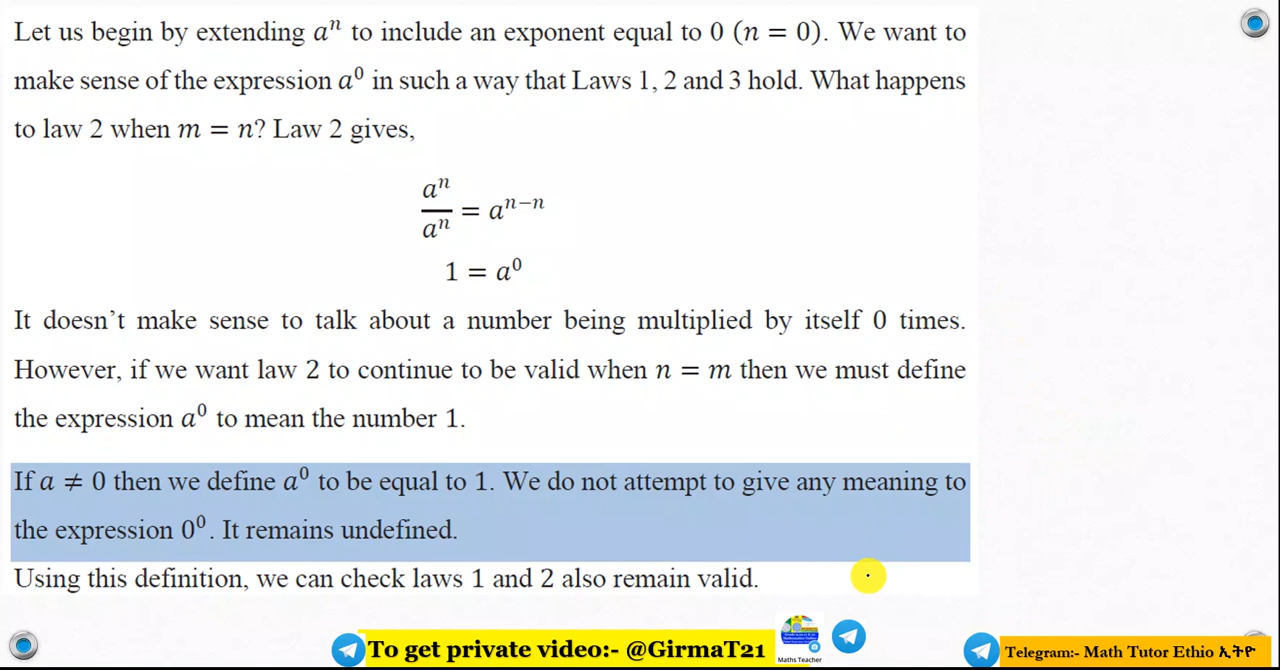 Let us begin by extending aⁿ to include an exponent equal to 0 (n = 0). We want to
make sense of the expression a⁰ in such a way that Laws 1, 2 and 3 hold. What happens
to law 2 when m = n? Law 2 gives,
aⁿ/aⁿ = aⁿ⁻ⁿ
1 = a⁰
It doesn't make sense to talk about a number being multiplied by itself 0 times.
However, if we want law 2 to continue to be valid when n = m then we must define
the expression a⁰ to mean the number 1.
If a ≠ 0 then we define a⁰ to be equal to 1. We do not attempt to give any meaning to
the expression 0⁰. It remains undefined.
Using this definition, we can check laws 1 and 2 also remain valid.
To get private video:- @GirmaT21
Maths Teacher
Telegram:- Math Tutor Ethio ኢትዮ